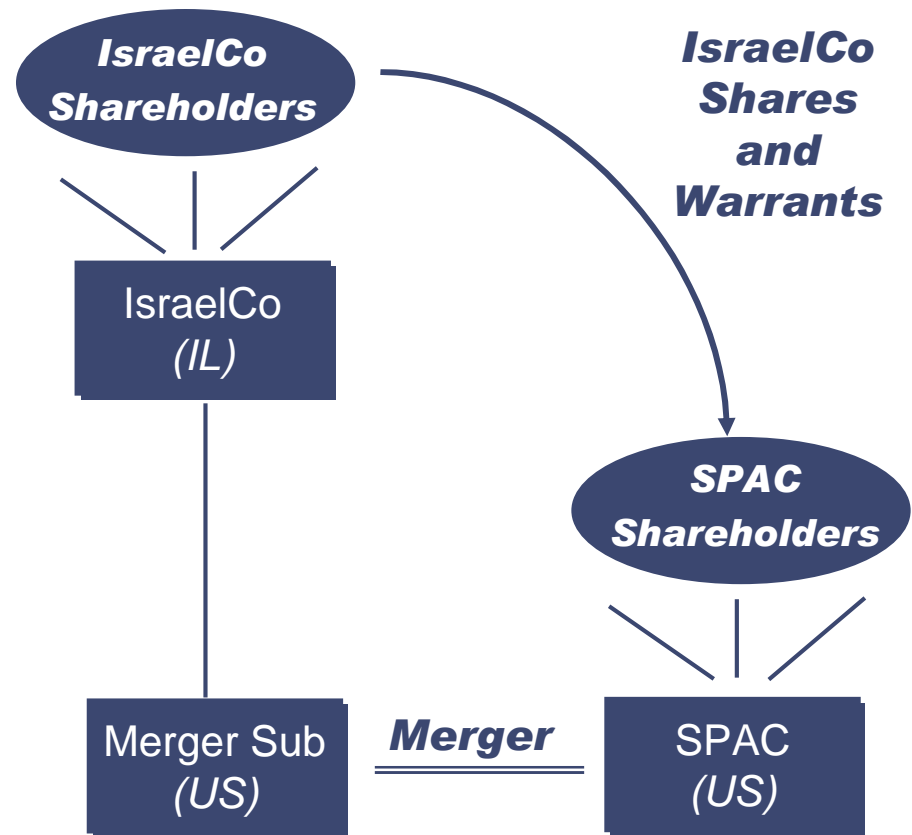 IsraelCo
Shareholders
IsraelCo
Shares
and
Warrants
IsraelCo
(IL)
SPAC
Shareholders
Merger Sub
(US)
Merger
SPAC
(US)